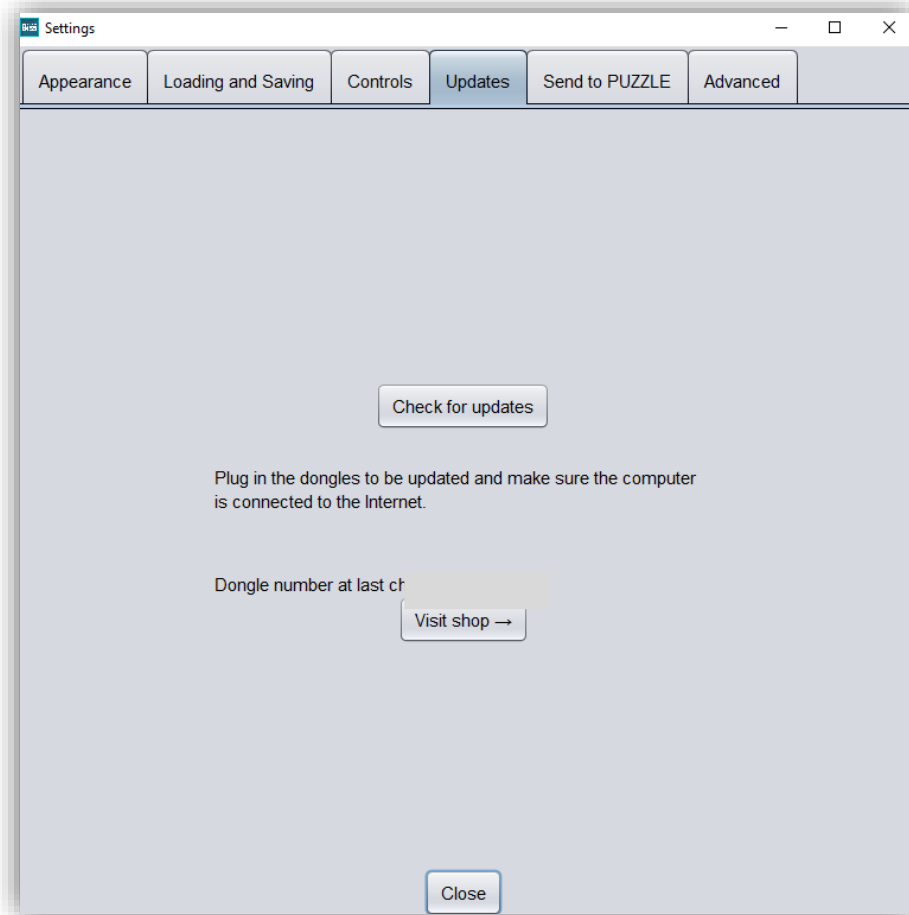 Settings
Appearance
Loading and Saving
Controls
Updates
Send to PUZZLE
Advanced
Check for updates
Plug in the dongles to be updated and make sure the computer
is connected to the Internet.
Dongle number at last
Visit shop →
Close